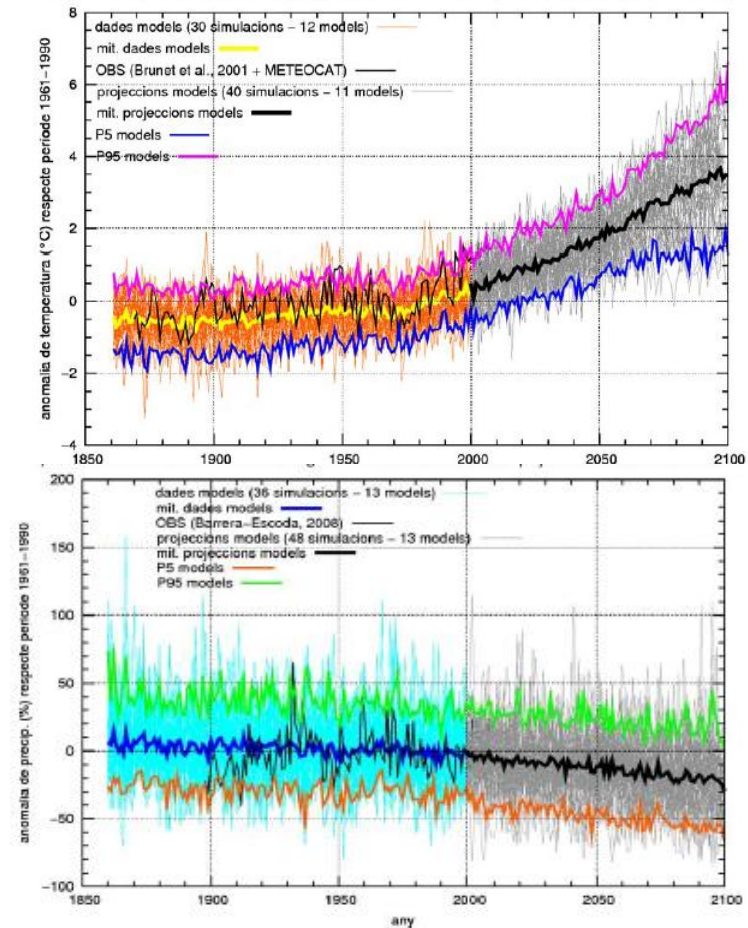 anomalia de temperatura (°C) respecte període 1961−1990
8
6
4
2
0
−2
−4
dades models (30 simulacions − 12 models)
mit. dades models
OBS (Brunet et al., 2001 + METEOCAT)
projeccions models (40 simulacions − 11 models)
mit. projeccions models
P5 models
P95 models
1850 1900 1950 2000 2050 2100
anomalia de precip. (%) respecte període 1961−1990
200
150
100
50
0
−50
−100
dades models (36 simulacions − 13 models)
mit. dades models
OBS (Barrera−Escoda, 2008)
projeccions models (48 simulacions − 13 models)
mit. projeccions models
P5 models
P95 models
1850 1900 1950 2000 2050 2100
any